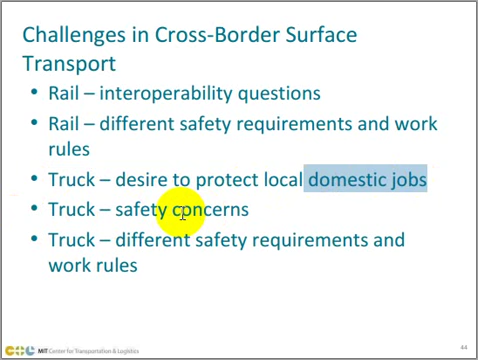 Challenges in Cross-Border Surface
Transport
• Rail – interoperability questions
• Rail – different safety requirements and work
rules
• Truck – desire to protect local domestic jobs
• Truck – safety concerns
• Truck – different safety requirements and
work rules
MIT Center for Transportation & Logistics
44